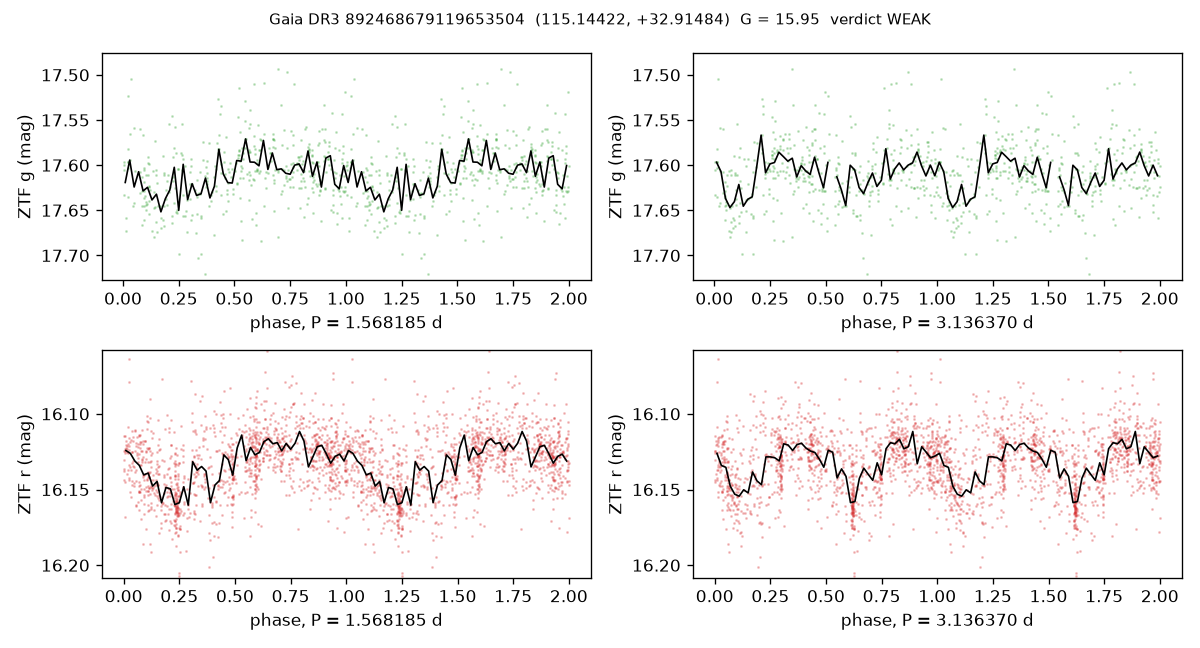 Gaia DR3 892468679119653504  (115.14422, +32.91484)  G = 15.95  verdict WEAK
ZTF g (mag)
17.50
17.55
17.60
17.65
17.70
0.00 0.25 0.50 0.75 1.00 1.25 1.50 1.75 2.00
phase, P = 1.568185 d
ZTF g (mag)
17.50
17.55
17.60
17.65
17.70
0.00 0.25 0.50 0.75 1.00 1.25 1.50 1.75 2.00
phase, P = 3.136370 d
ZTF r (mag)
16.10
16.15
16.20
0.00 0.25 0.50 0.75 1.00 1.25 1.50 1.75 2.00
phase, P = 1.568185 d
ZTF r (mag)
16.10
16.15
16.20
0.00 0.25 0.50 0.75 1.00 1.25 1.50 1.75 2.00
phase, P = 3.136370 d